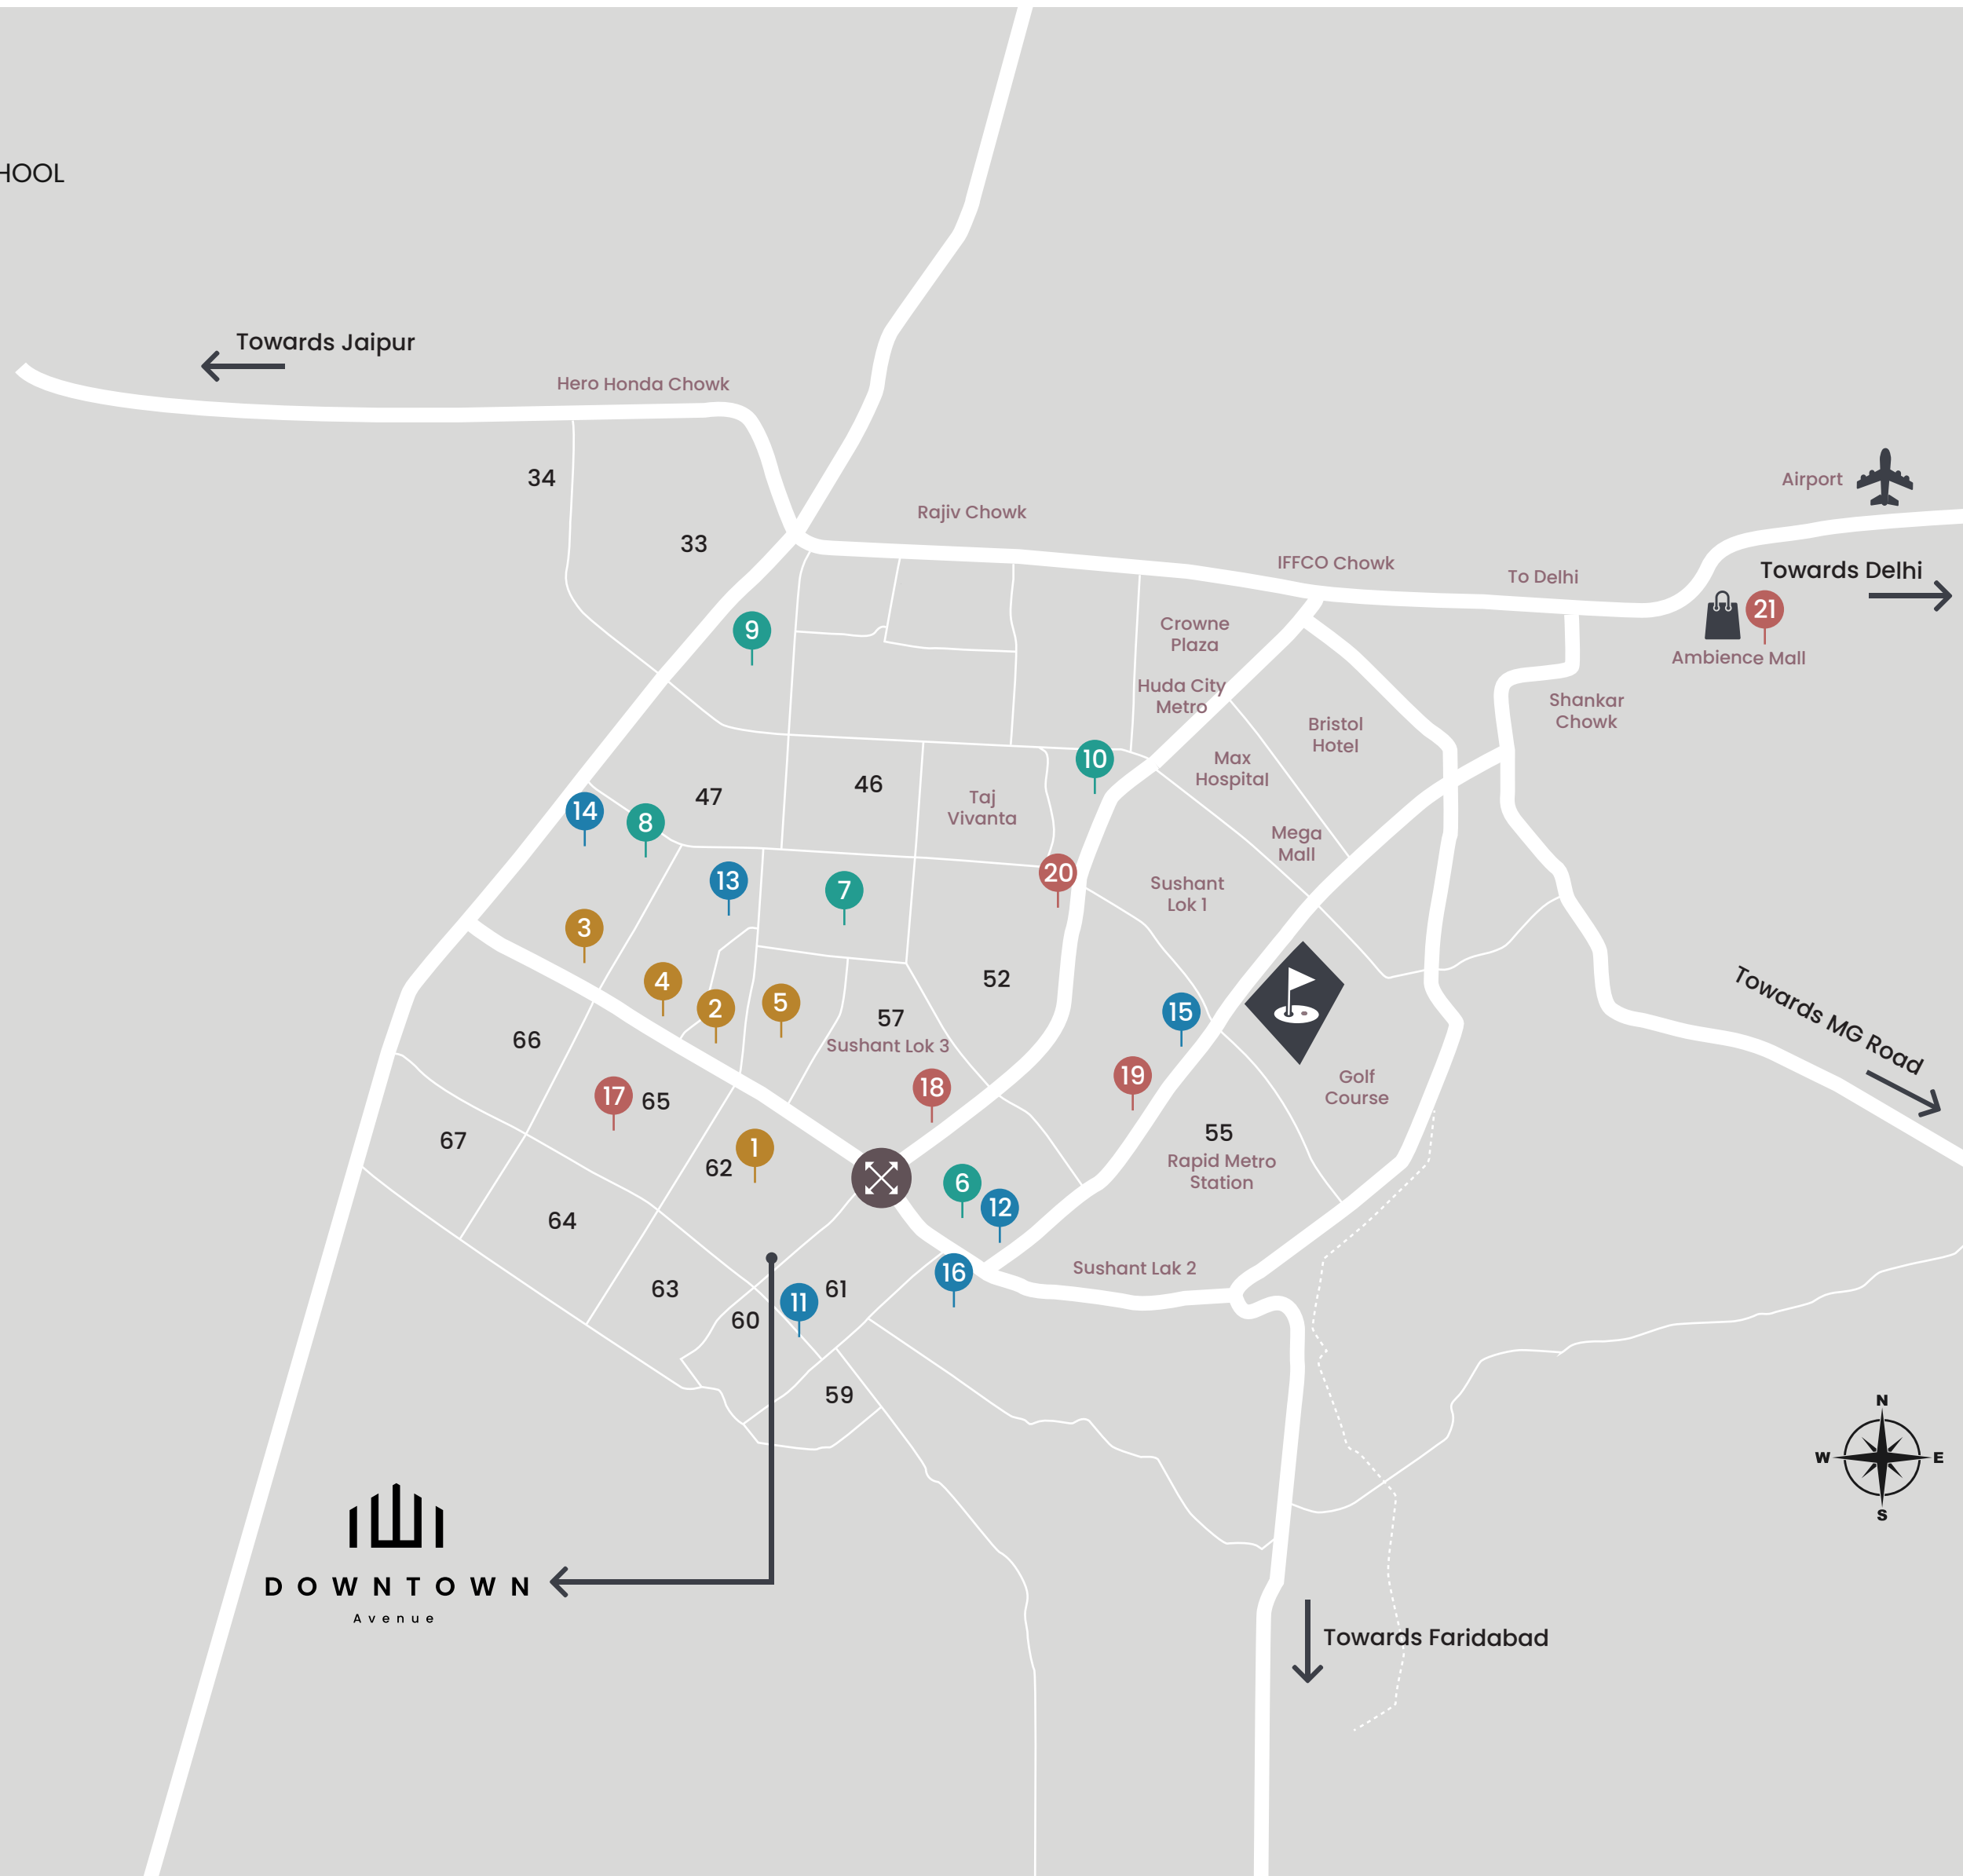 HOOL
Towards Jaipur
Hero Honda Chowk
34
33
Rajiv Chowk
Airport
IFFCO Chowk
To Delhi
Towards Delhi
21
Ambience Mall
9
Crowne
Plaza
Huda City
Metro
Shankar
Chowk
Bristol
Hotel
10
Max
Hospital
47
46
Taj
Vivanta
14
8
Mega
Mall
13
7
20
Sushant
Lok 1
3
4
2
5
52
57
Sushant Lok 3
15
Towards MG Road
66
17
65
18
19
Golf
Course
67
62
1
55
Rapid Metro
Station
6
12
64
16
Sushant Lak 2
63
60
11
61
59
N
W
E
S
DOWNTOWN
Avenue
Towards Faridabad